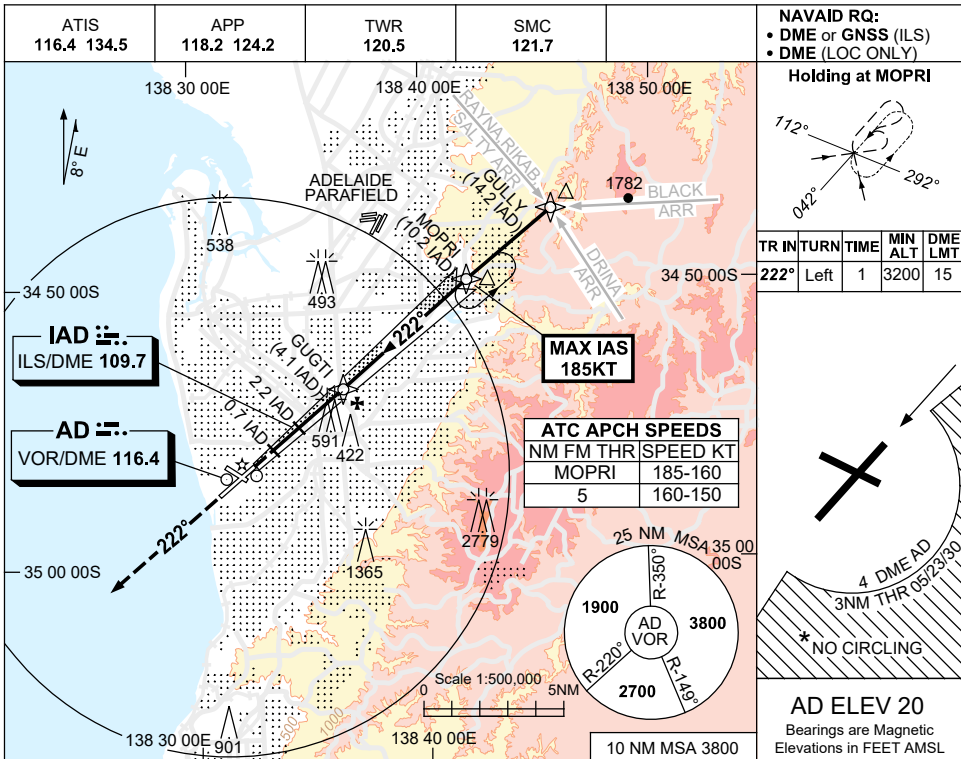 ATIS
116.4 134.5
APP
118.2 124.2
TWR
120.5
SMC
121.7
NAVAID RQ:
• DME or GNSS (ILS)
• DME (LOC ONLY)
138 30 00E
138 40 00E
138 50 00E
8° E
RAYNA/RIKAB
SALTY ARR
GULLY
(14.2 IAD)
1782
BLACK
ARR
DRINA
ARR
ADELAIDE
PARAFIELD
MOPRI
(10.2 IAD)
538
493
34 50 00S
34 50 00S
222°
MAX IAS
185KT
IAD
ILS/DME 109.7
GUGTI
(4.1 IAD)
2.2 IAD
0.7 IAD
591
422
AD
VOR/DME 116.4
ATC APCH SPEEDS
NM FM THR SPEED KT
MOPRI 185-160
5 160-150
2779
1365
222°
35 00 00S
35 00
00S
25 NM MSA
R-350°
1900
3800
AD
VOR
R-220°
R-149°
2700
Scale 1:500,000
0 5NM
500
1000
138 30 00E
901
138 40 00E
10 NM MSA 3800
Holding at MOPRI
112°
292°
042°
TR IN TURN TIME MIN ALT DME LMT
222° Left 1 3200 15
4 DME AD
3NM THR 05/23/30
* NO CIRCLING
AD ELEV 20
Bearings are Magnetic
Elevations in FEET AMSL